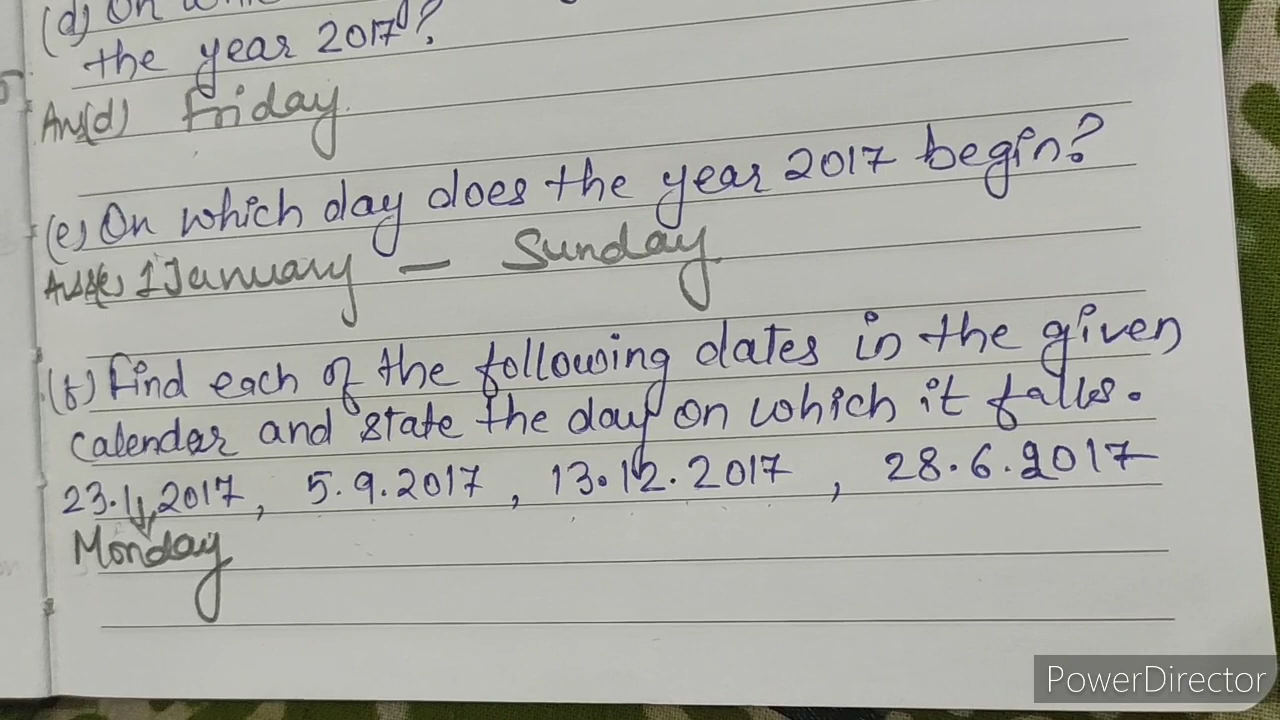 (d) On
the year 2017?
Ans(d) Friday.
(e) On which day does the year 2017 begin?
Ans(e) 1 January – Sunday
(f) Find each of the following dates in the given
calendar and state the day on which it falls.
23.1.2017, 5.9.2017, 13.12.2017, 28.6.2017
Monday
PowerDirector